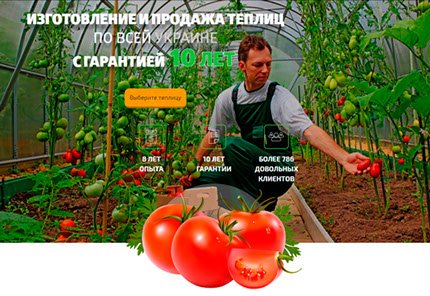 ИЗГОТОВЛЕНИЕ И ПРОДАЖА ТЕПЛИЦ
ПО ВСЕЙ УКРАИНЕ
С ГАРАНТИЕЙ 10 ЛЕТ
Выберите теплицу
8 ЛЕТ
ОПЫТА
10 ЛЕТ
ГАРАНТИИ
БОЛЕЕ 786
ДОВОЛЬНЫХ
КЛИЕНТОВ